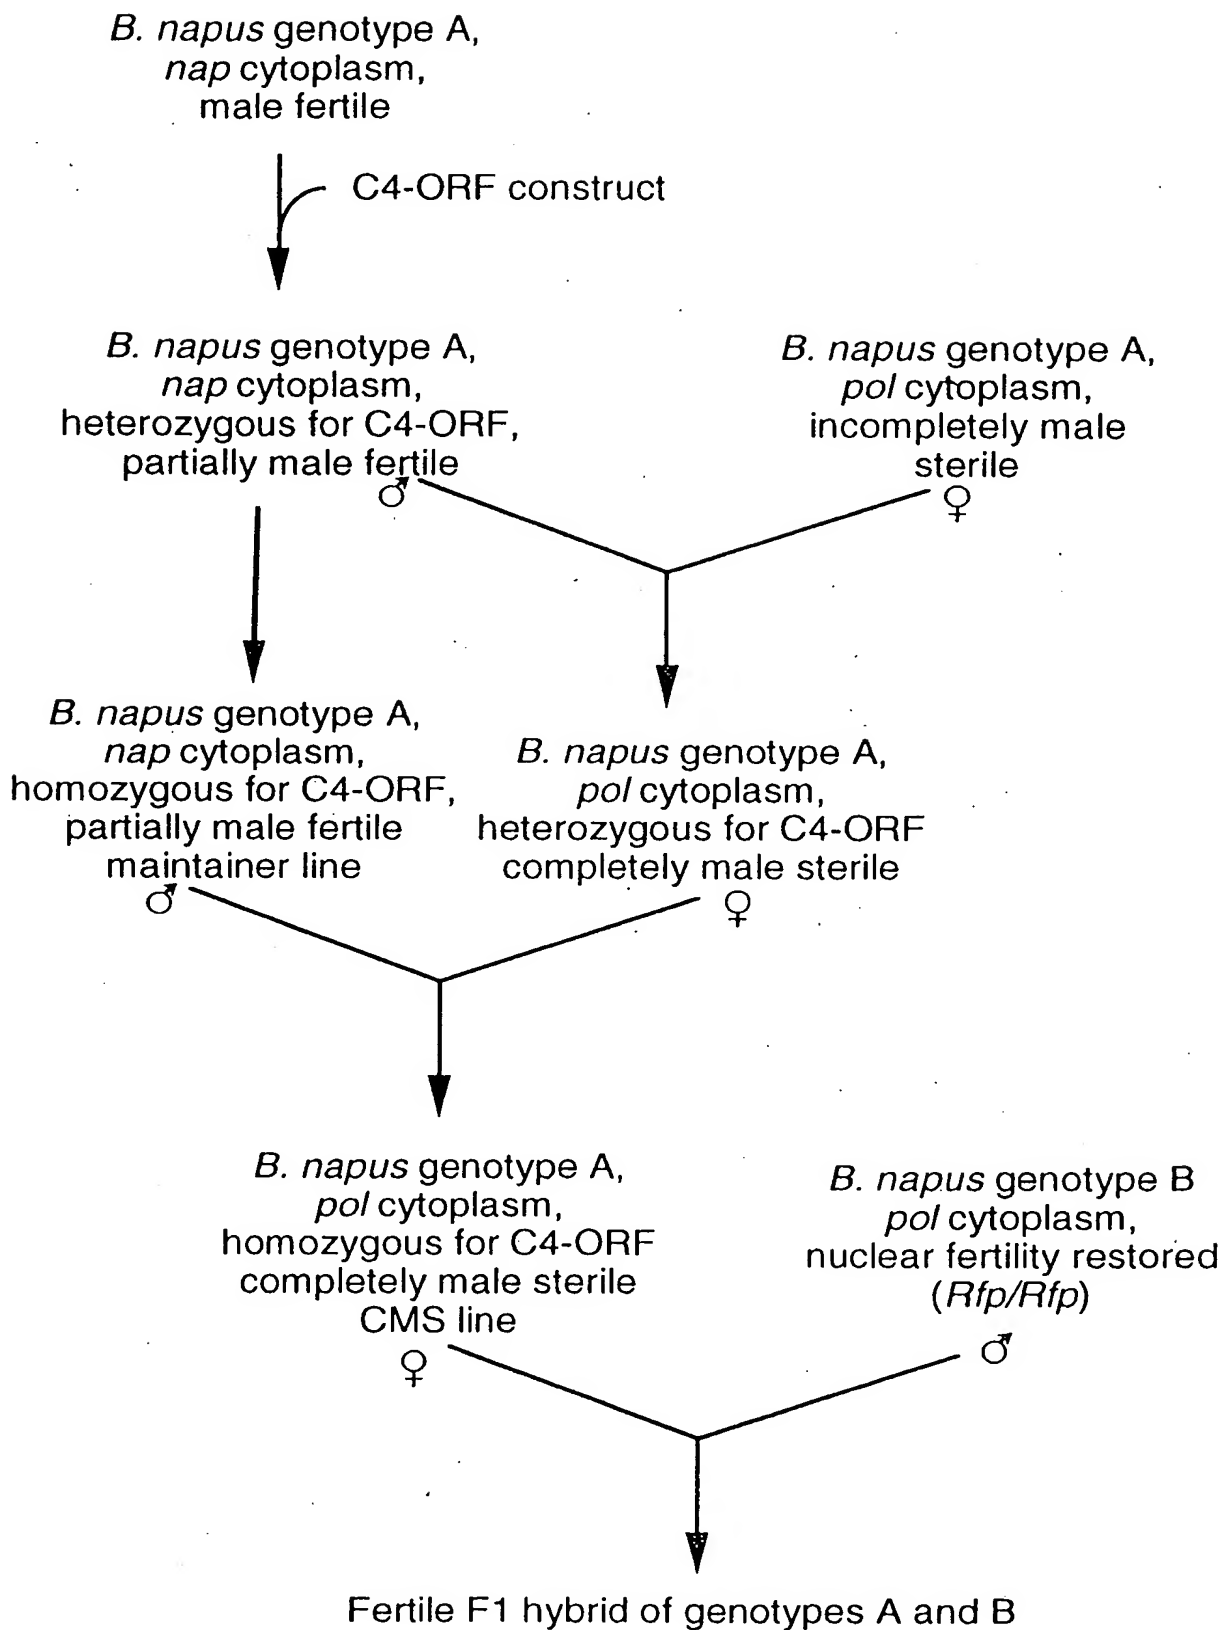 B. napus genotype A,
nap cytoplasm,
male fertile
C4-ORF construct
B. napus genotype A,
nap cytoplasm,
heterozygous for C4-ORF,
partially male fertile
♂
B. napus genotype A,
pol cytoplasm,
incompletely male
sterile
♀
B. napus genotype A,
nap cytoplasm,
homozygous for C4-ORF,
partially male fertile
maintainer line
♂
B. napus genotype A,
pol cytoplasm,
heterozygous for C4-ORF
completely male sterile
♀
B. napus genotype A,
pol cytoplasm,
homozygous for C4-ORF
completely male sterile
CMS line
♀
B. napus genotype B
pol cytoplasm,
nuclear fertility restored
(Rfp/Rfp)
♂
Fertile F1 hybrid of genotypes A and B